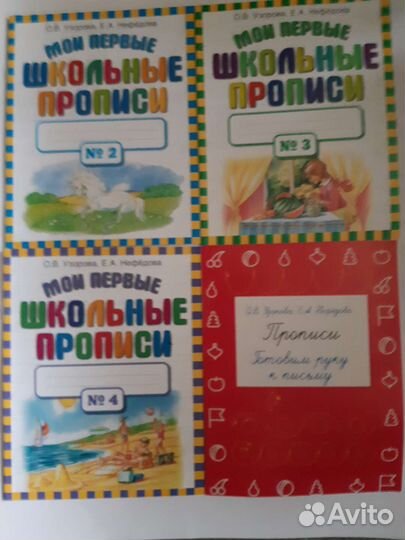 О.В. Узорова, Е.А. Нефёдова
МОИ ПЕРВЫЕ
ШКОЛЬНЫЕ
ПРОПИСИ
№ 2
О.В. Узорова, Е.А. Нефёдова
МОИ ПЕРВЫЕ
ШКОЛЬНЫЕ
ПРОПИСИ
№ 3
О.В. Узорова, Е.А. Нефёдова
МОИ ПЕРВЫЕ
ШКОЛЬНЫЕ
ПРОПИСИ
№ 4
О.В. Узорова, Е.А. Нефёдова
Прописи
Готовим руку
к письму
Avito